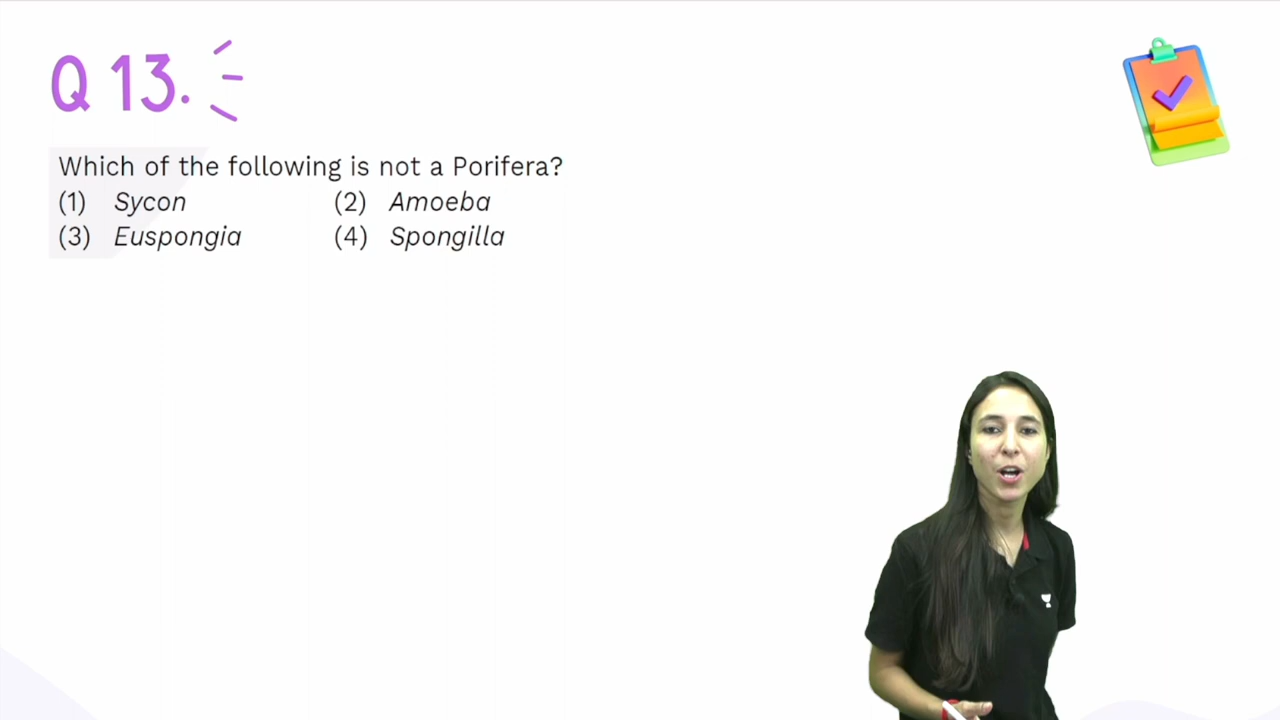 Q 13.
Which of the following is not a Porifera?
(1) Sycon (2) Amoeba
(3) Euspongia (4) Spongilla